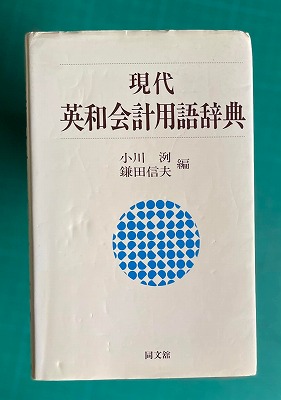 現代
英和会計用語辞典
小川 洌
鎌田信夫
編
同文舘